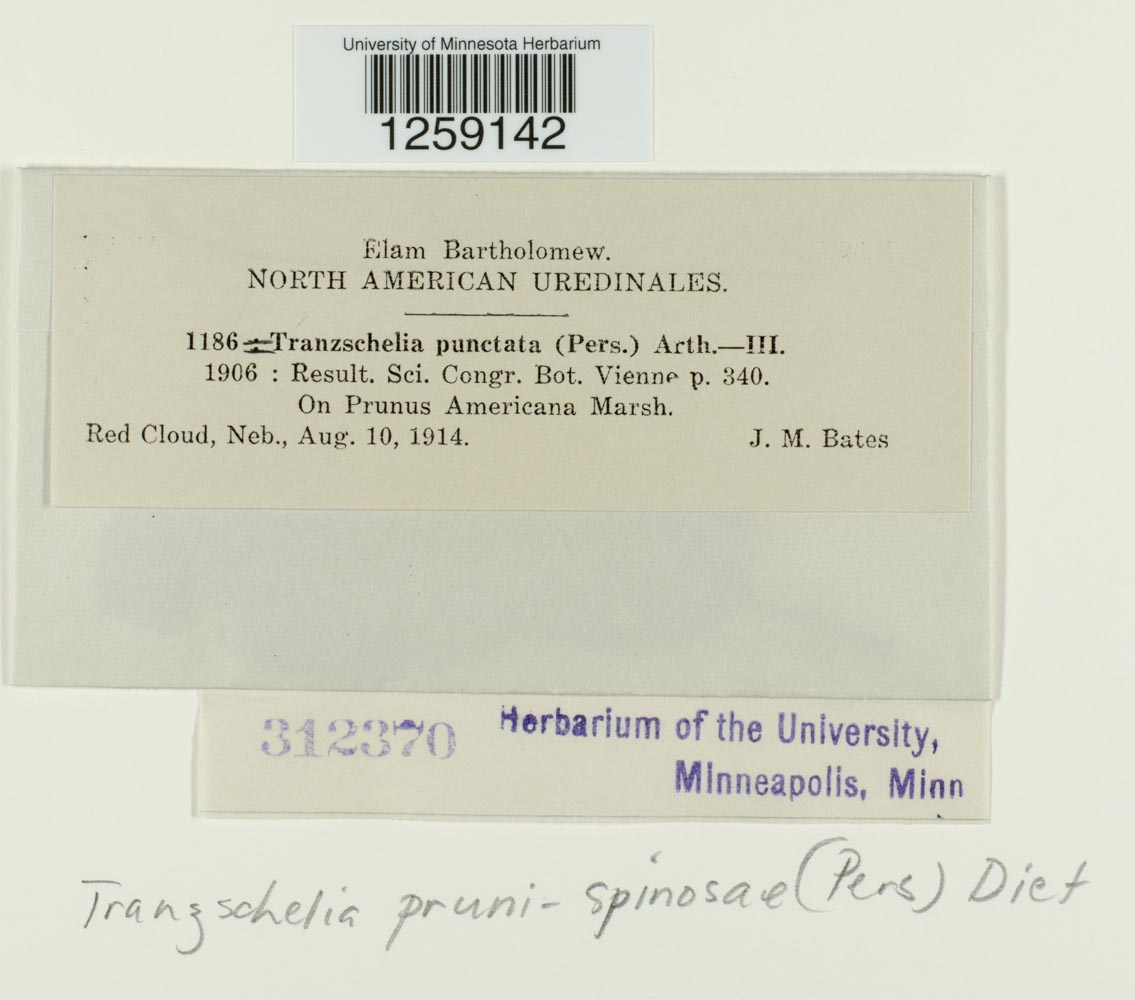 University of Minnesota Herbarium
1259142
Elam Bartholomew.
NORTH AMERICAN UREDINALES.
1186—Tranzschelia punctata (Pers.) Arth.—III.
1906 : Result. Sci. Congr. Bot. Vienne p. 340.
On Prunus Americana Marsh.
Red Cloud, Neb., Aug. 10, 1914. J. M. Bates
312370 Herbarium of the University,
Minneapolis, Minn
Tranzschelia pruni-spinosae (Pers) Diet